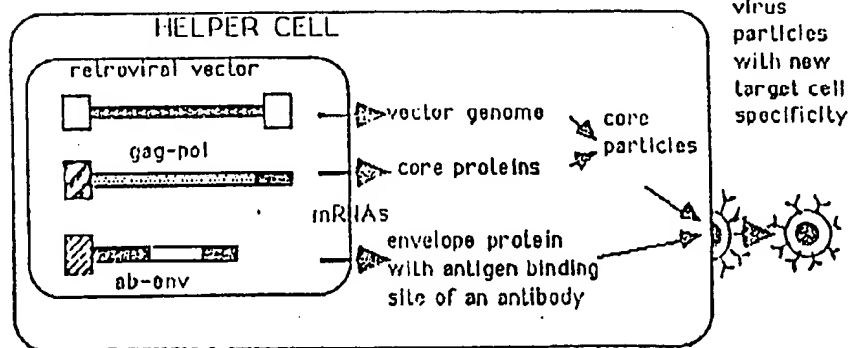 HELPER CELL
virus
particles
with new
target cell
specificity
retroviral vector
vector genome
core
particles
gag-pol
core proteins
mRNAs
envelope protein
with antigen binding
site of an antibody
ab-env